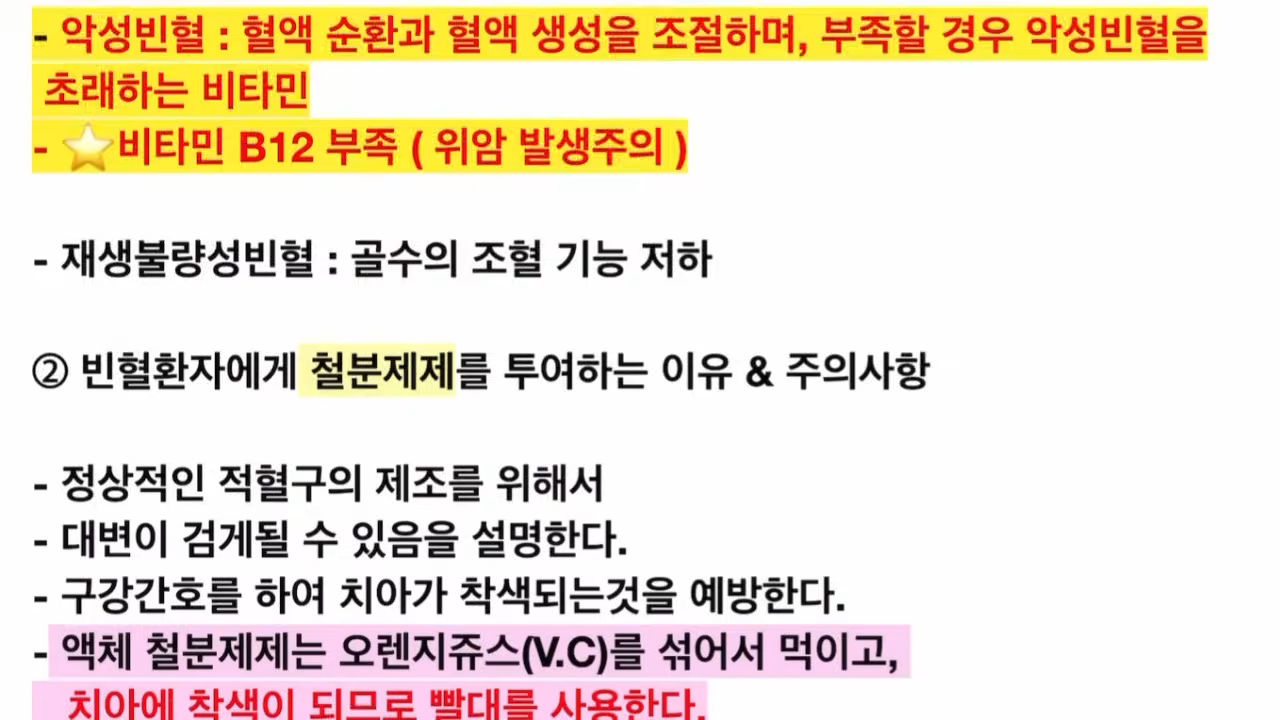 - 악성빈혈 : 혈액 순환과 혈액 생성을 조절하며, 부족할 경우 악성빈혈을
초래하는 비타민
- ⭐비타민 B12 부족 ( 위암 발생주의 )
- 재생불량성빈혈 : 골수의 조혈 기능 저하
② 빈혈환자에게 철분제제를 투여하는 이유 & 주의사항
- 정상적인 적혈구의 제조를 위해서
- 대변이 검게될 수 있음을 설명한다.
- 구강간호를 하여 치아가 착색되는것을 예방한다.
- 액체 철분제제는 오렌지쥬스(V.C)를 섞어서 먹이고,
치아에 착색이 되므로 빨대를 사용한다.